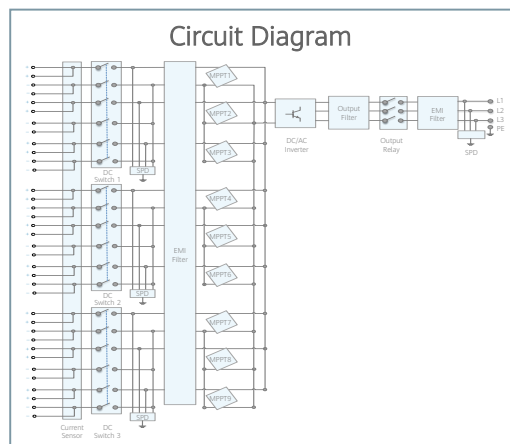 Circuit Diagram
MPPT1
MPPT2
MPPT3
DC
Switch 1
SPD
MPPT4
MPPT5
MPPT6
DC
Switch 2
SPD
EMI
Filter
MPPT7
MPPT8
MPPT9
Current
Sensor
DC
Switch 3
SPD
DC/AC
Inverter
Output
Filter
Output
Relay
EMI
Filter
L1
L2
L3
PE
SPD